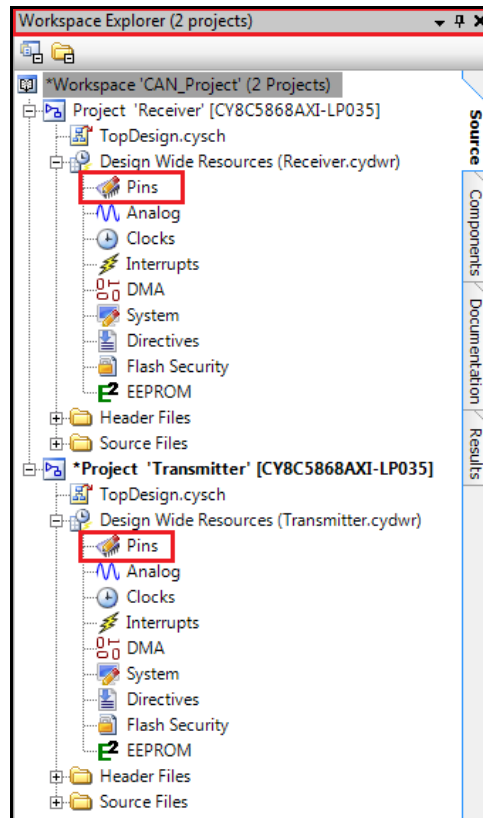 Workspace Explorer (2 projects)
*Workspace 'CAN_Project' (2 Projects)
Project 'Receiver' [CY8C5868AXI-LP035]
TopDesign.cysch
Design Wide Resources (Receiver.cydwr)
Pins
Analog
Clocks
Interrupts
DMA
System
Directives
Flash Security
E2 EEPROM
Header Files
Source Files
*Project 'Transmitter' [CY8C5868AXI-LP035]
TopDesign.cysch
Design Wide Resources (Transmitter.cydwr)
Pins
Analog
Clocks
Interrupts
DMA
System
Directives
Flash Security
E2 EEPROM
Header Files
Source Files
Source
Components
Documentation
Results